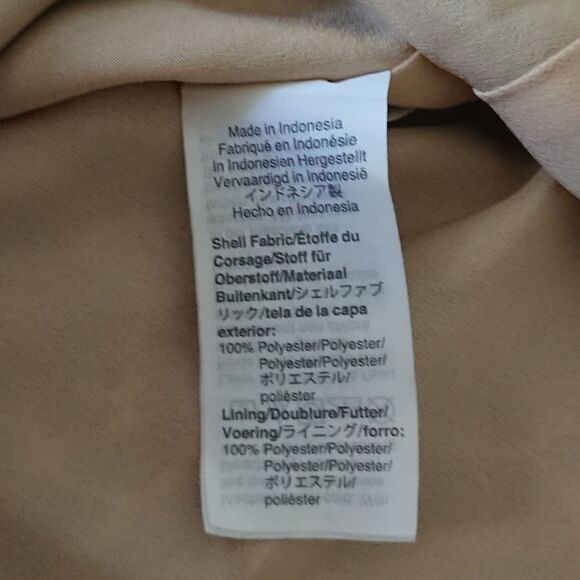 Made in Indonesia
Fabriqué en Indonésie
In Indonesien Hergestellt
Vervaardigd in Indonesië
インドネシア製
Hecho en Indonesia
Shell Fabric/Étoffe du
Corsage/Stoff für
Oberstoff/Materiaal
Buitenkant/シェルファブ
リック/tela de la capa
exterior:
100% Polyester/Polyester/
Polyester/Polyester/
ポリエステル/
poliéster
Lining/Doublure/Futter/
Voering/ライニング/forro:
100% Polyester/Polyester/
Polyester/Polyester/
ポリエステル/
poliéster